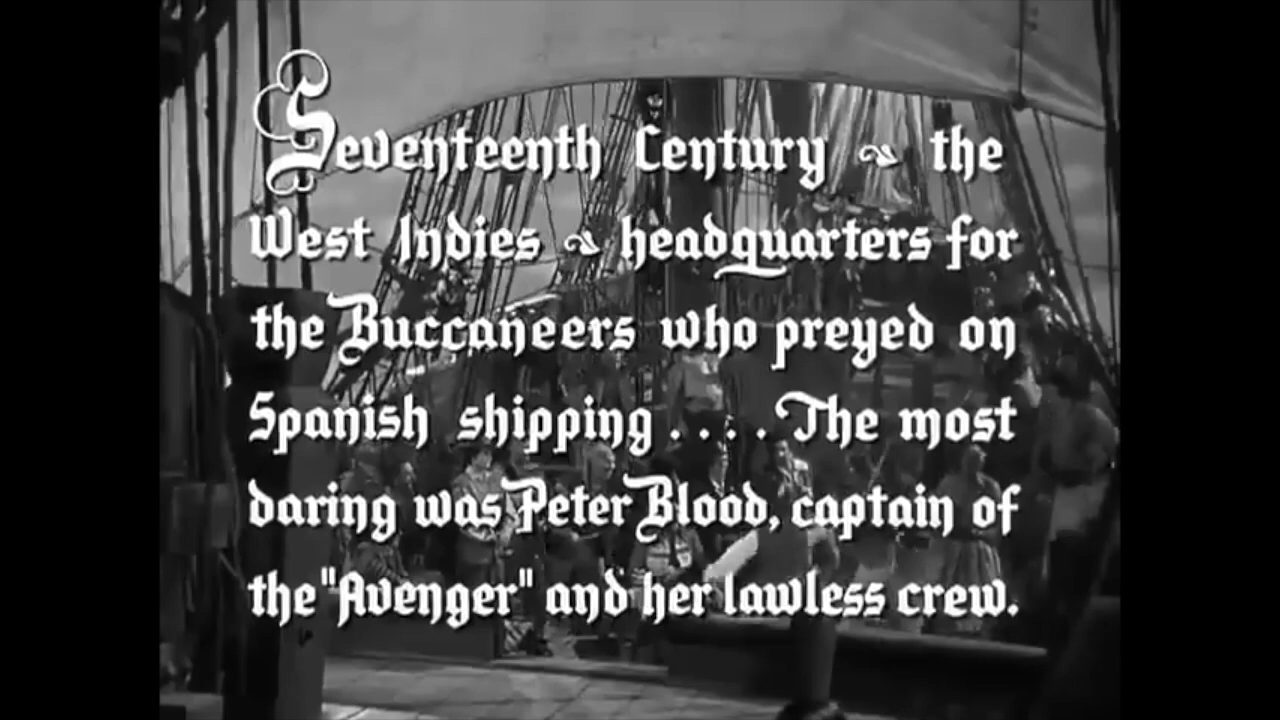 Seventeenth Century ~ the
West Indies ~ headquarters for
the Buccaneers who preyed on
Spanish shipping....The most
daring was Peter Blood, captain of
the "Avenger" and her lawless crew.